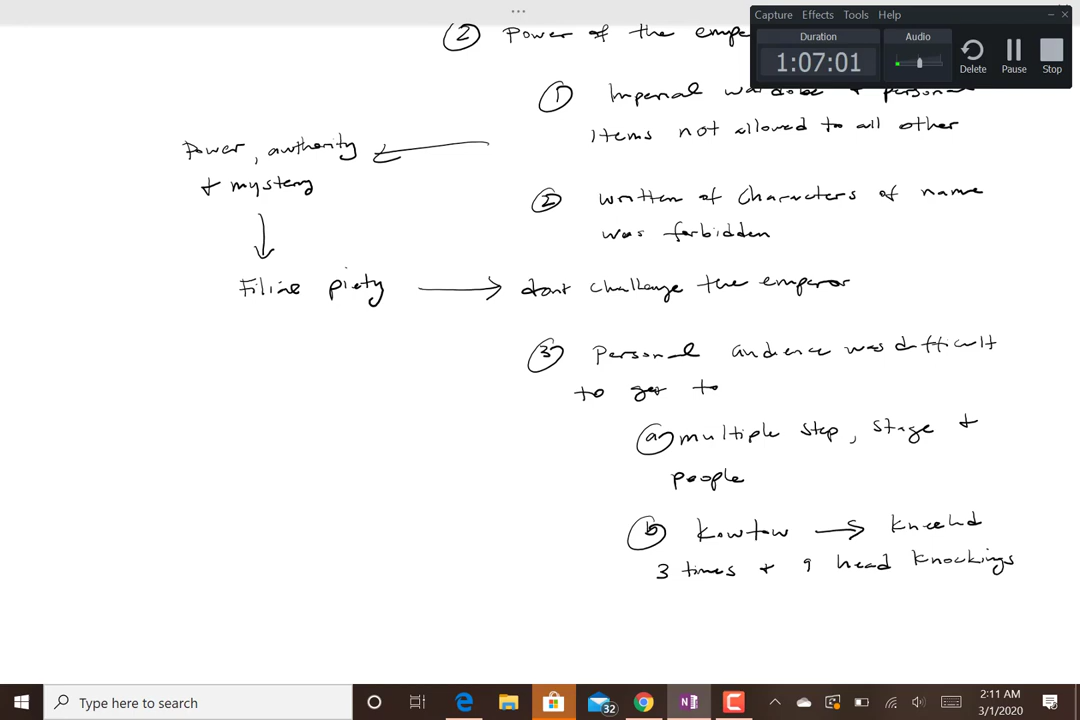 Capture Effects Tools Help
Duration
Audio
1:07:01
Delete Pause Stop
② Power of the empe
① Imperial wardobe + personal
items not allowed to all other
Power, authority
+ mystery
② written of characters of name
was forbidden
piety → dont challenge the emperor
③ Personal audience was difficult
to get to
ⓐ multiple step, stage +
people
ⓑ Kowtow →
3 times + 9 head knockings
Type here to search
32
2:11 AM
3/1/2020